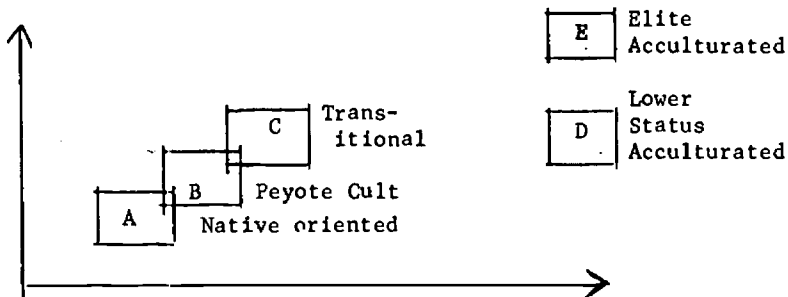 E Elite
Acculturated
Lower
D Status
Acculturated
C Trans-
itional
B Peyote Cult
A Native oriented